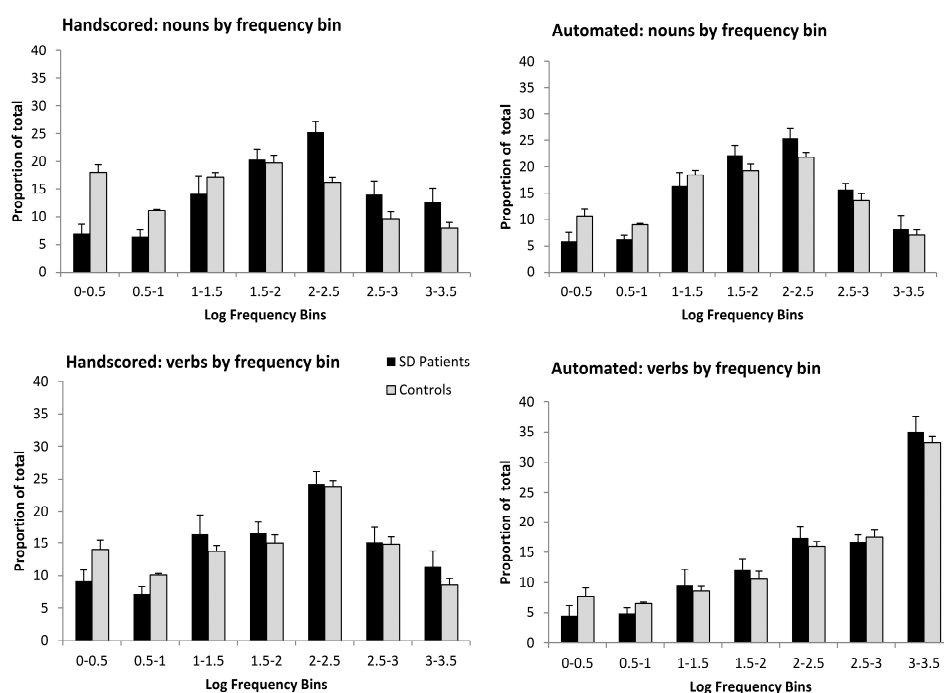 Handscored: nouns by frequency bin
40
35
30
25
20
15
10
5
0
Proportion of total
0-0.5 0.5-1 1-1.5 1.5-2 2-2.5 2.5-3 3-3.5
Log Frequency Bins
Automated: nouns by frequency bin
40
35
30
25
20
15
10
5
0
Proportion of total
0-0.5 0.5-1 1-1.5 1.5-2 2-2.5 2.5-3 3-3.5
Log Frequency Bins
Handscored: verbs by frequency bin
SD Patients
Controls
40
35
30
25
20
15
10
5
0
Proportion of total
0-0.5 0.5-1 1-1.5 1.5-2 2-2.5 2.5-3 3-3.5
Log Frequency Bins
Automated: verbs by frequency bin
40
35
30
25
20
15
10
5
0
Proportion of total
0-0.5 0.5-1 1-1.5 1.5-2 2-2.5 2.5-3 3-3.5
Log Frequency Bins